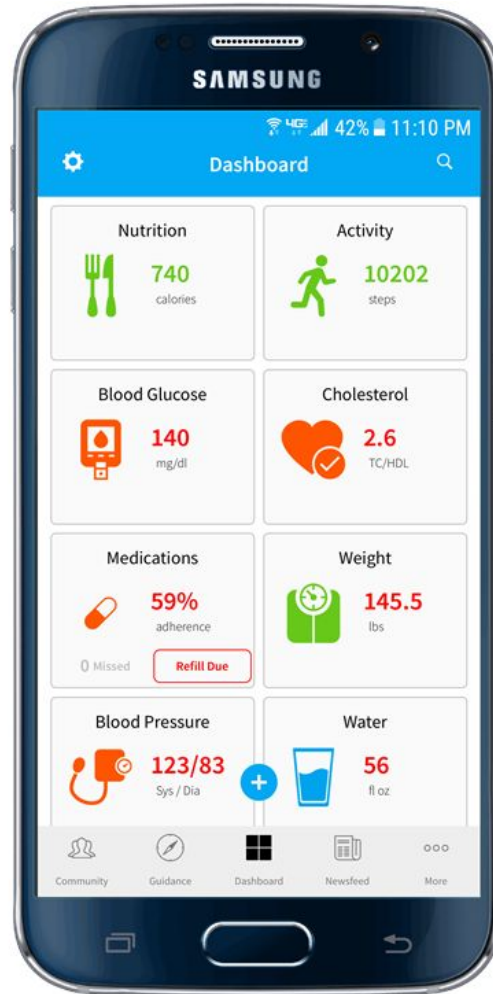 SAMSUNG
4GE 42% 11:10 PM
Dashboard
Nutrition
740
calories
Activity
10202
steps
Blood Glucose
140
mg/dl
Cholesterol
2.6
TC/HDL
Medications
59%
adherence
0 Missed
Refill Due
Weight
145.5
lbs
Blood Pressure
123/83
Sys / Dia
Water
56
fl oz
Community
Guidance
Dashboard
Newsfeed
More